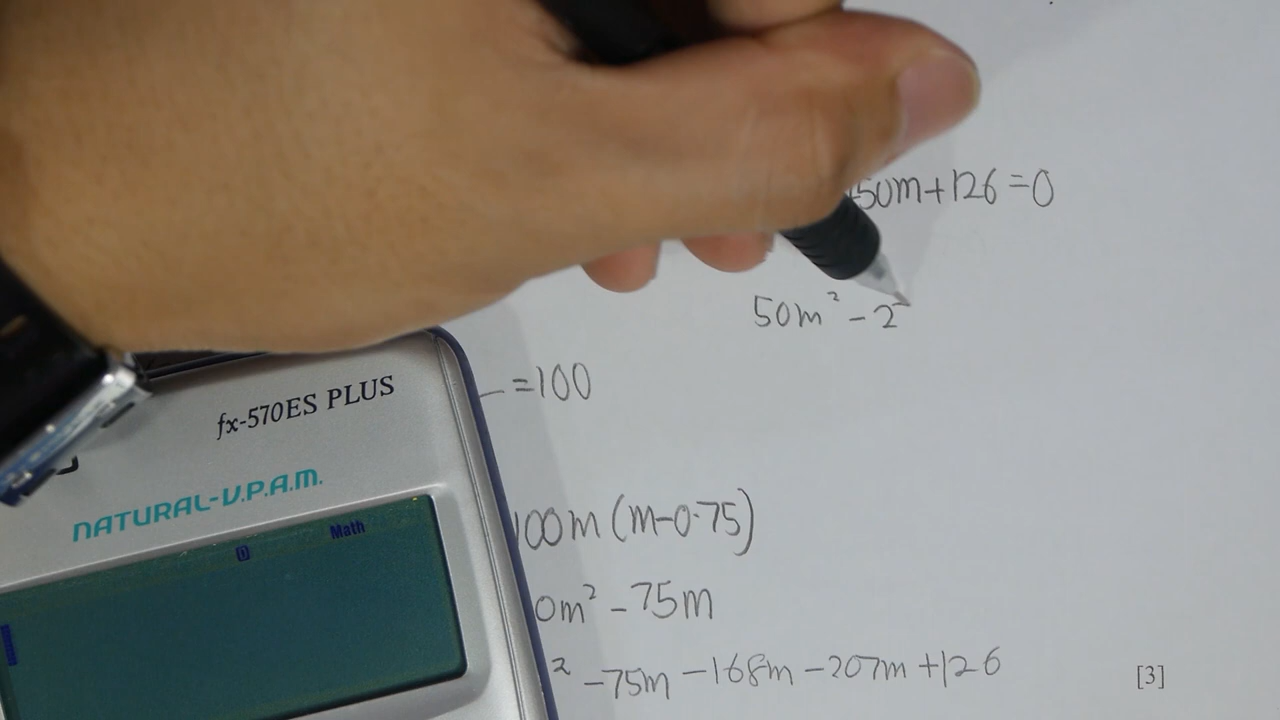 50m+126=0
50m² -2
=100
fx-570ES PLUS
NATURAL-V.P.A.M.
Math
100m(m-0.75)
0m² -75m
² -75m -168m -207m +126
[3]